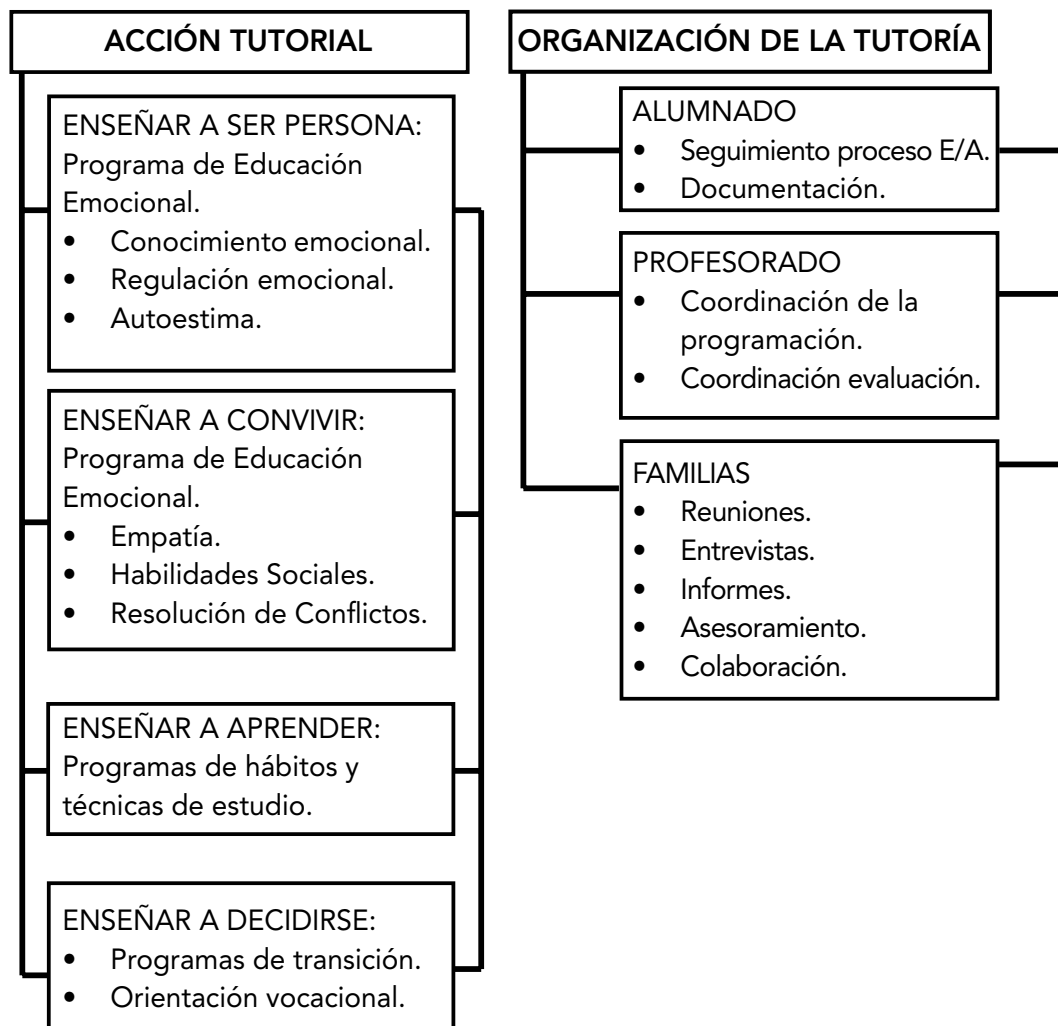 ACCIÓN TUTORIAL
ENSEÑAR A SER PERSONA:
Programa de Educación
Emocional.
• Conocimiento emocional.
• Regulación emocional.
• Autoestima.
ENSEÑAR A CONVIVIR:
Programa de Educación
Emocional.
• Empatía.
• Habilidades Sociales.
• Resolución de Conflictos.
ENSEÑAR A APRENDER:
Programas de hábitos y
técnicas de estudio.
ENSEÑAR A DECIDIRSE:
• Programas de transición.
• Orientación vocacional.
ORGANIZACIÓN DE LA TUTORÍA
ALUMNADO
• Seguimiento proceso E/A.
• Documentación.
PROFESORADO
• Coordinación de la
programación.
• Coordinación evaluación.
FAMILIAS
• Reuniones.
• Entrevistas.
• Informes.
• Asesoramiento.
• Colaboración.